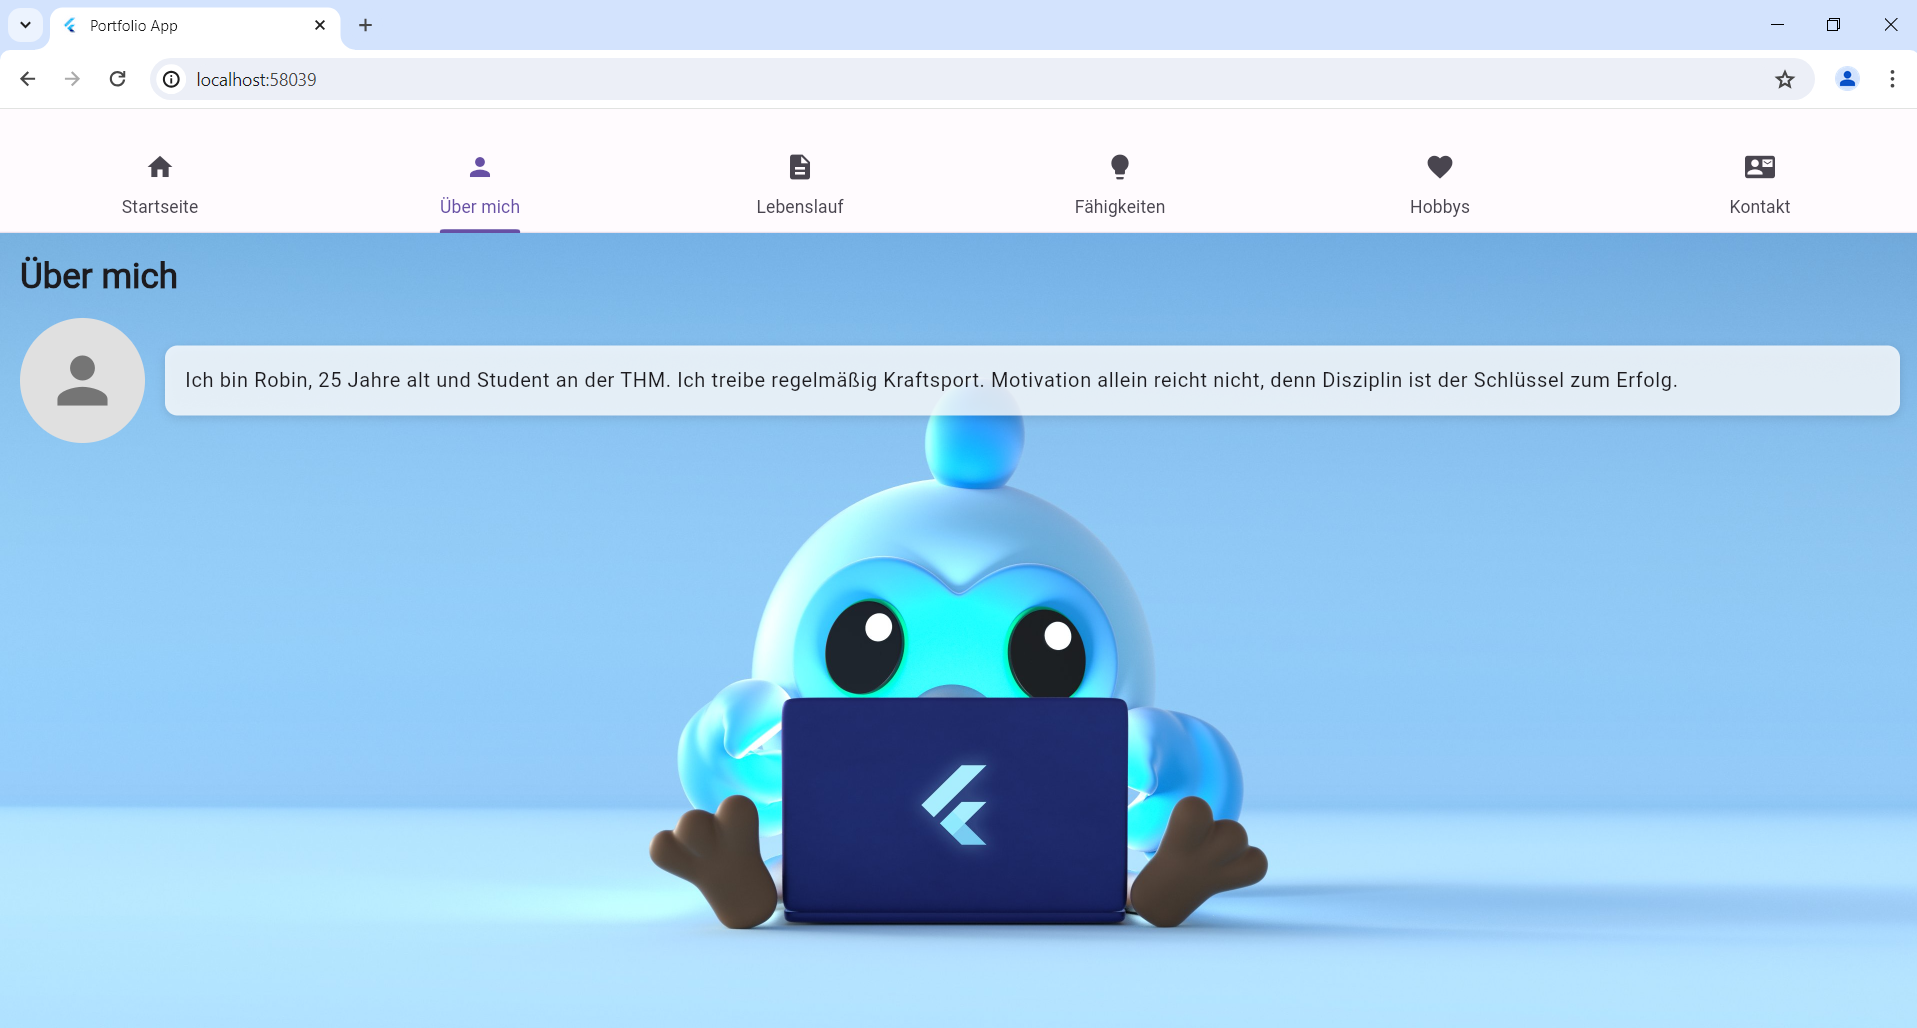 Portfolio App
localhost:58039
Startseite
Über mich
Lebenslauf
Fähigkeiten
Hobbys
Kontakt
Über mich
Ich bin Robin, 25 Jahre alt und Student an der THM. Ich treibe regelmäßig Kraftsport. Motivation allein reicht nicht, denn Disziplin ist der Schlüssel zum Erfolg.